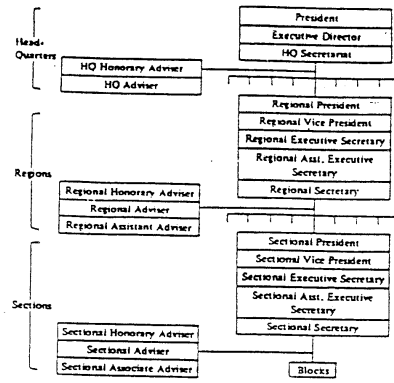 President
Executive Director
HQ Secretariat
Head-
Quarters
HQ Honorary Adviser
HQ Adviser
Regional President
Regional Vice President
Regional Executive Secretary
Regional Asst. Executive
Secretary
Regional Secretary
Regions
Regional Honorary Adviser
Regional Adviser
Regional Assistant Adviser
Sectional President
Sectional Vice President
Sectional Executive Secretary
Sectional Asst. Executive
Secretary
Sectional Secretary
Sections
Sectional Honorary Adviser
Sectional Adviser
Sectional Associate Adviser
Blocks